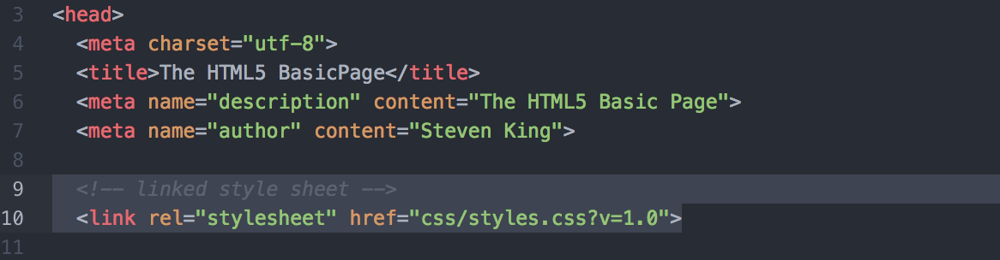 3 <head>
4 <meta charset="utf-8">
5 <title>The HTML5 BasicPage</title>
6 <meta name="description" content="The HTML5 Basic Page">
7 <meta name="author" content="Steven King">
8
9 <!-- linked style sheet -->
10 <link rel="stylesheet" href="css/styles.css?v=1.0">
11